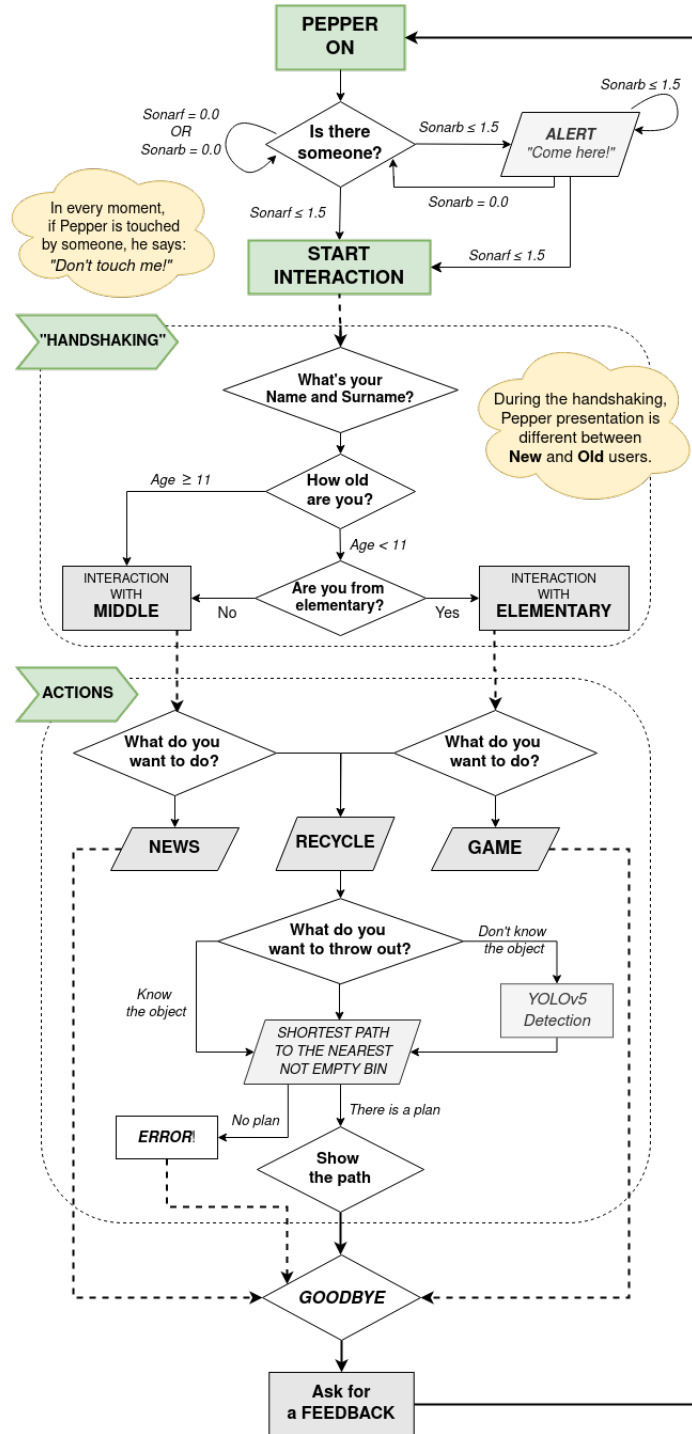 PEPPER
ON
Sonarb ≤ 1.5
Sonarf = 0.0
OR
Sonarb = 0.0
Is there
someone?
Sonarb ≤ 1.5
ALERT
"Come here!"
Sonarb = 0.0
In every moment,
if Pepper is touched
by someone, he says:
"Don't touch me!"
Sonarf ≤ 1.5
START
INTERACTION
Sonarf ≤ 1.5
"HANDSHAKING"
What's your
Name and Surname?
During the handshaking,
Pepper presentation is
different between
New and Old users.
How old
are you?
Age ≥ 11
Age < 11
INTERACTION
WITH
MIDDLE
No
Are you from
elementary?
Yes
INTERACTION
WITH
ELEMENTARY
ACTIONS
What do you
want to do?
What do you
want to do?
NEWS
RECYCLE
GAME
What do you
want to throw out?
Don't know
the object
Know
the object
YOLOv5
Detection
SHORTEST PATH
TO THE NEAREST
NOT EMPTY BIN
No plan
There is a plan
ERROR!
Show
the path
GOODBYE
Ask for
a FEEDBACK